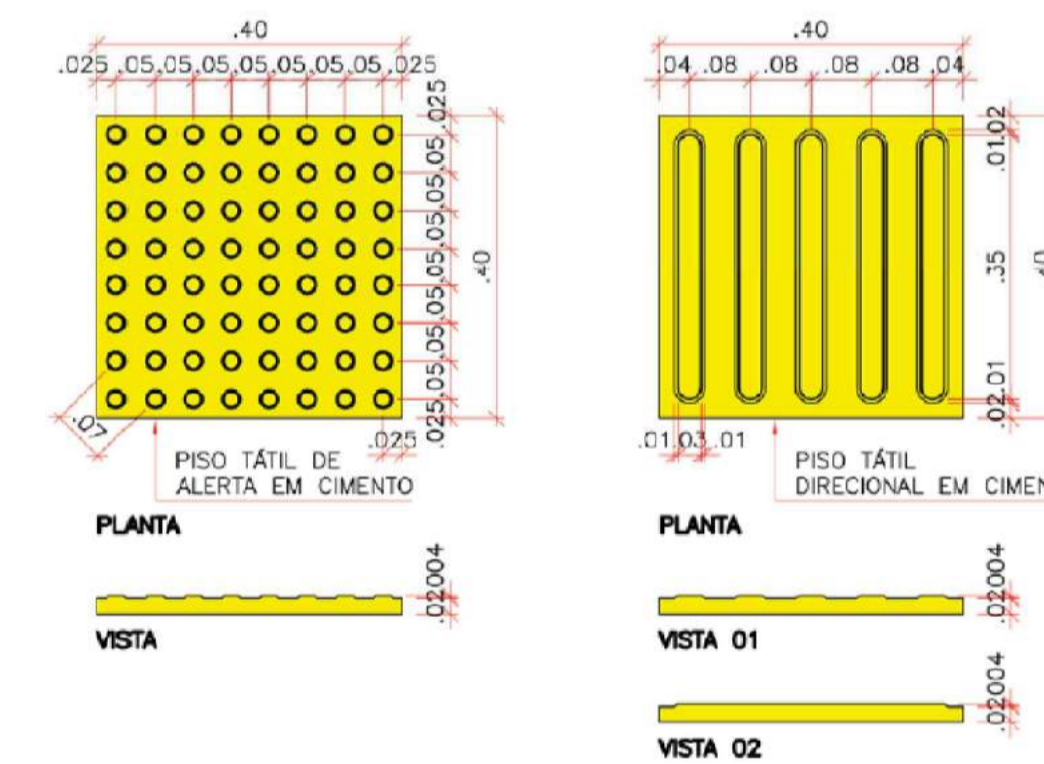 .40
.025 .05 .05 .05 .05 .05 .05 .05 .025
.025
.05
.05
.05
.05
.05
.05
.05
.025
.40
.07
.025
PISO TÁTIL DE
ALERTA EM CIMENTO
PLANTA
.02 004
VISTA
.40
.04 .08 .08 .08 .08 .04
.01 .02
.35
.02 .01
.01 .03 .01
PISO TÁTIL
DIRECIONAL EM CIMEN
PLANTA
.02 004
VISTA 01
.02 004
VISTA 02